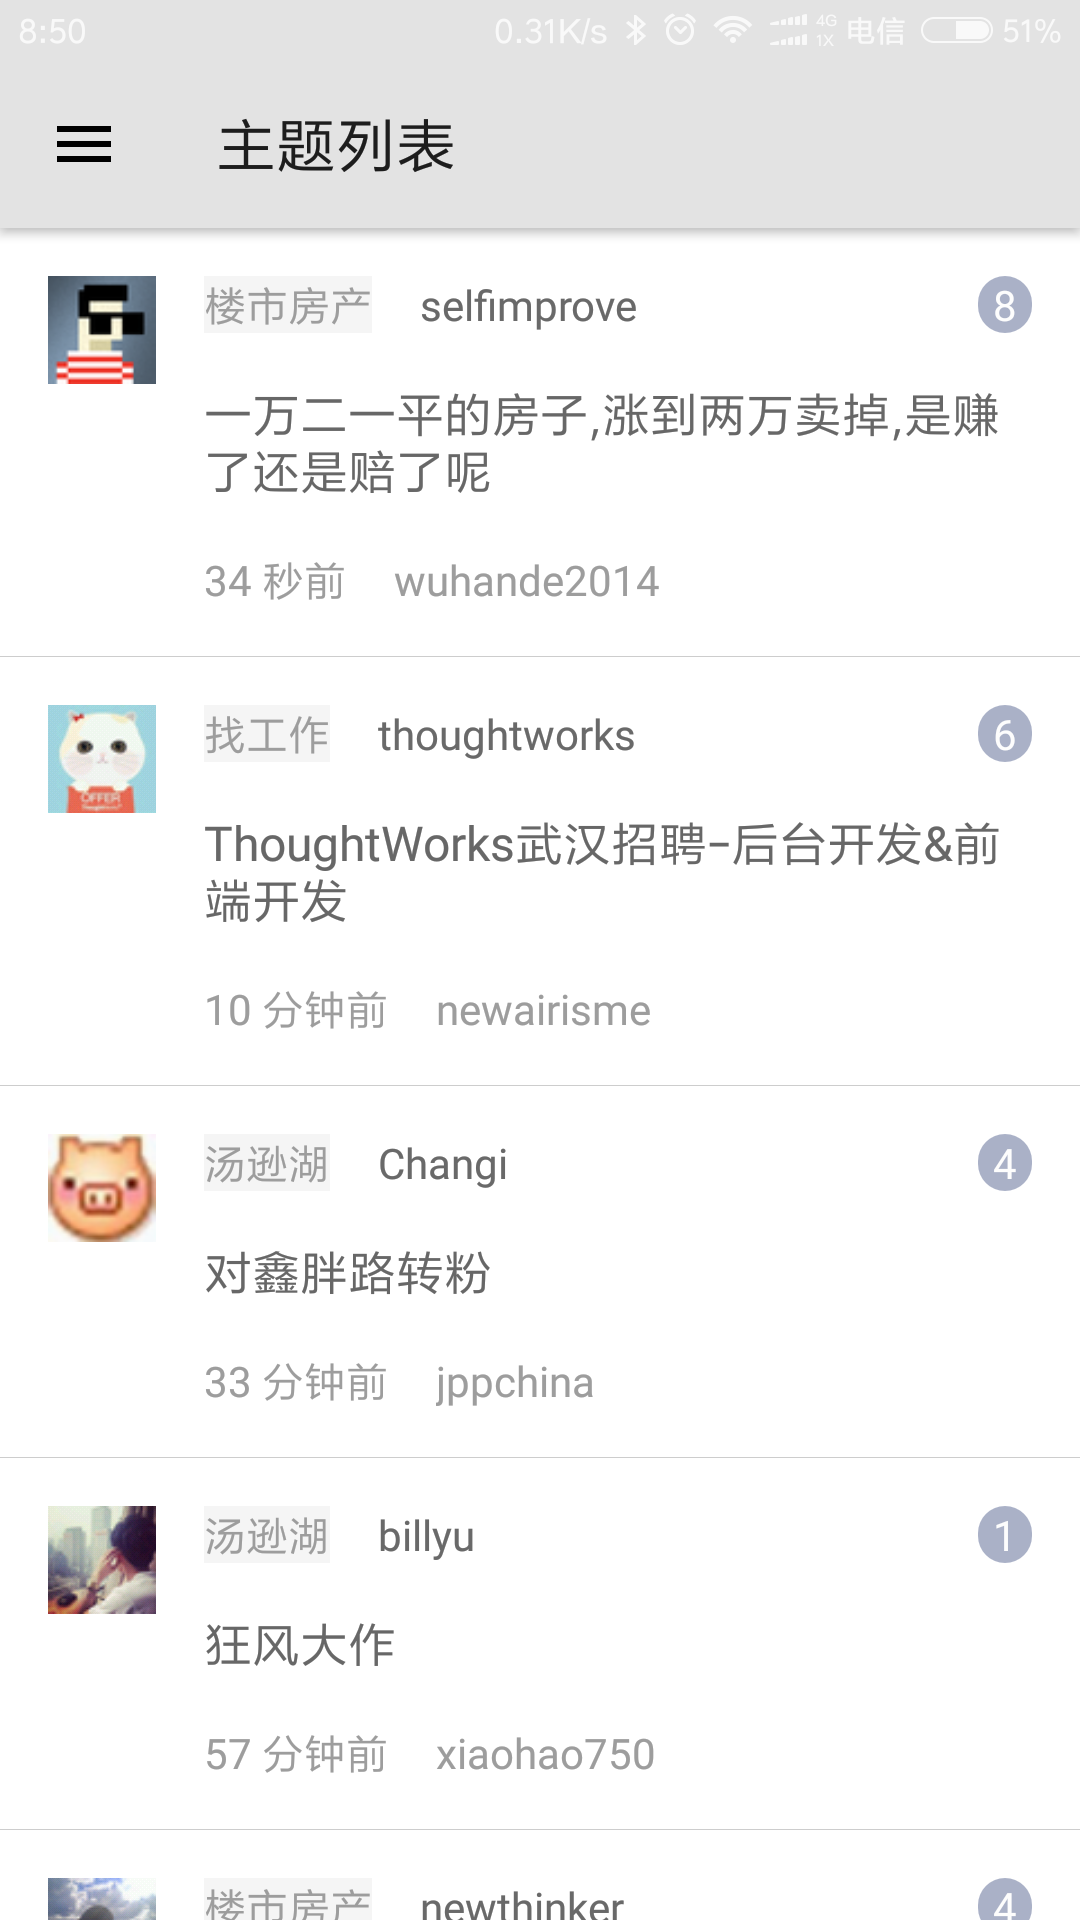 8:50 0.31K/s 4G 1X 电信 51%
主题列表
楼市房产 selfimprove 8
一万二一平的房子,涨到两万卖掉,是赚
了还是赔了呢
34 秒前 wuhande2014
找工作 thoughtworks 6
OFFER
ThoughtWorks武汉招聘-后台开发&前
端开发
10 分钟前 newairisme
汤逊湖 Changi 4
对鑫胖路转粉
33 分钟前 jppchina
汤逊湖 billyu 1
狂风大作
57 分钟前 xiaohao750
楼市房产 newthinker 4